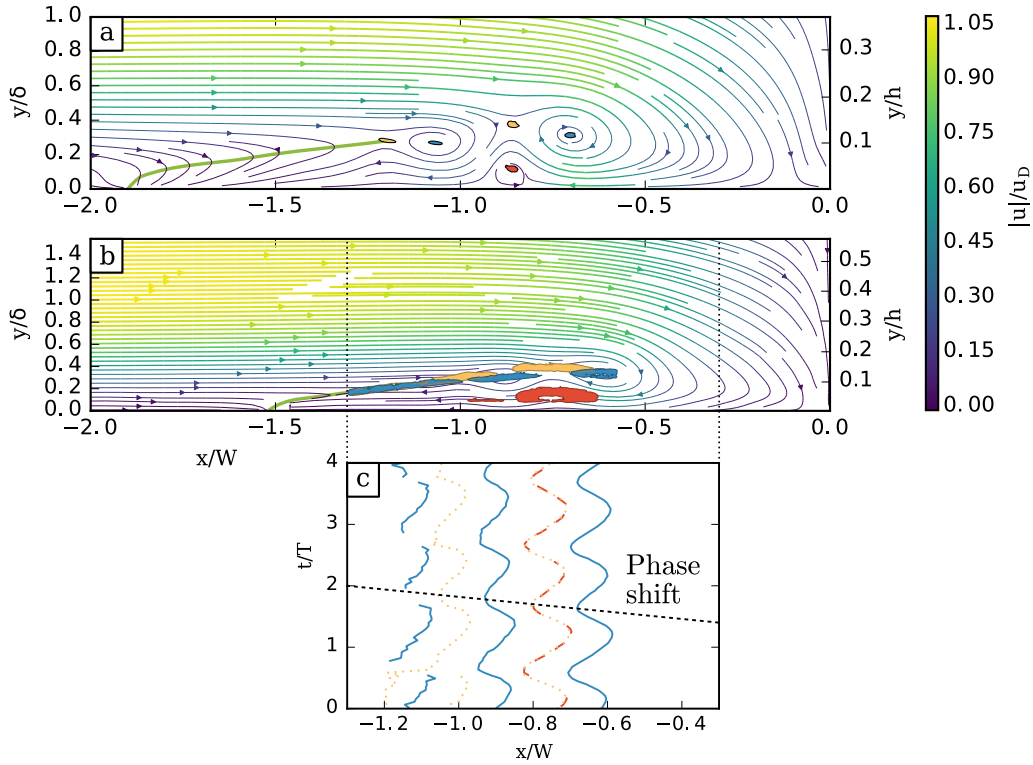 a
1.0
0.8
0.6
0.4
0.2
0.0
y/δ
0.3
0.2
0.1
y/h
−2.0 −1.5 −1.0 −0.5 0.0
b
1.4
1.2
1.0
0.8
0.6
0.4
0.2
0.0
y/δ
0.5
0.4
0.3
0.2
0.1
y/h
−2.0 −1.5 −1.0 −0.5 0.0
x/W
1.05
0.90
0.75
0.60
0.45
0.30
0.15
0.00
|u|/u_D
c
4
3
2
1
0
t/T
Phase
shift
−1.2 −1.0 −0.8 −0.6 −0.4
x/W